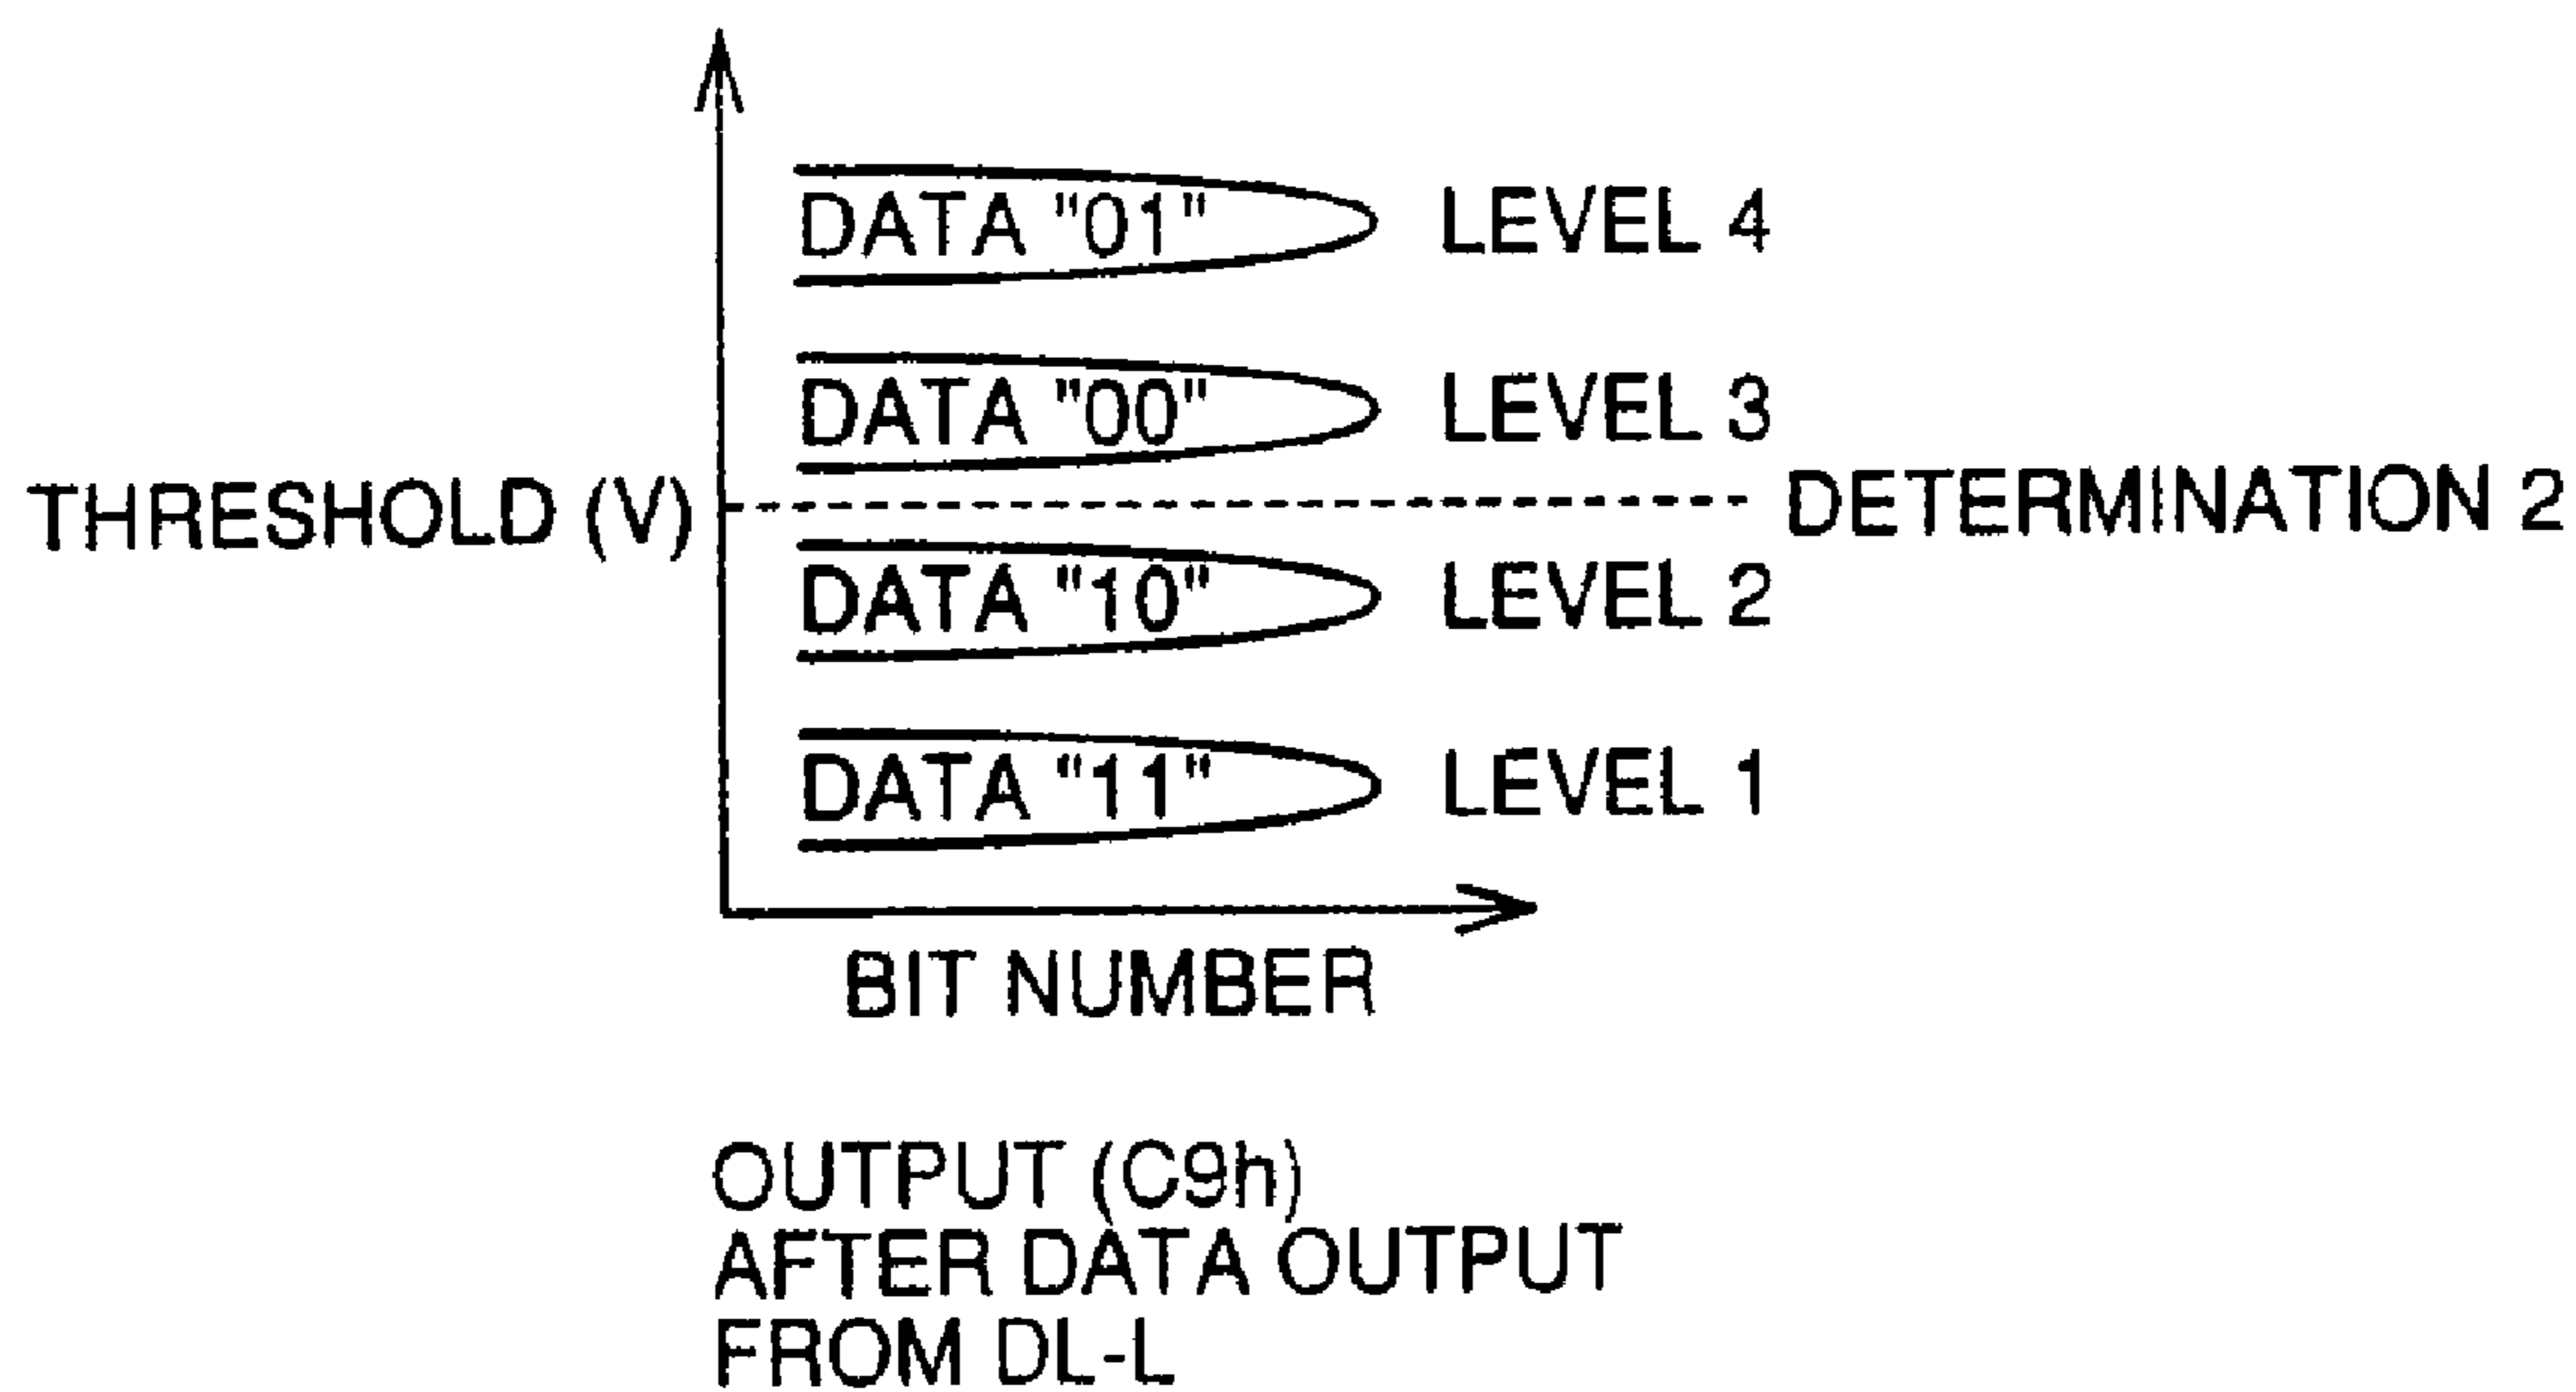 DATA "01" LEVEL 4
DATA "00" LEVEL 3
THRESHOLD (V) DETERMINATION 2
DATA "10" LEVEL 2
DATA "11" LEVEL 1
BIT NUMBER
OUTPUT (C9h)
AFTER DATA OUTPUT
FROM DL-L